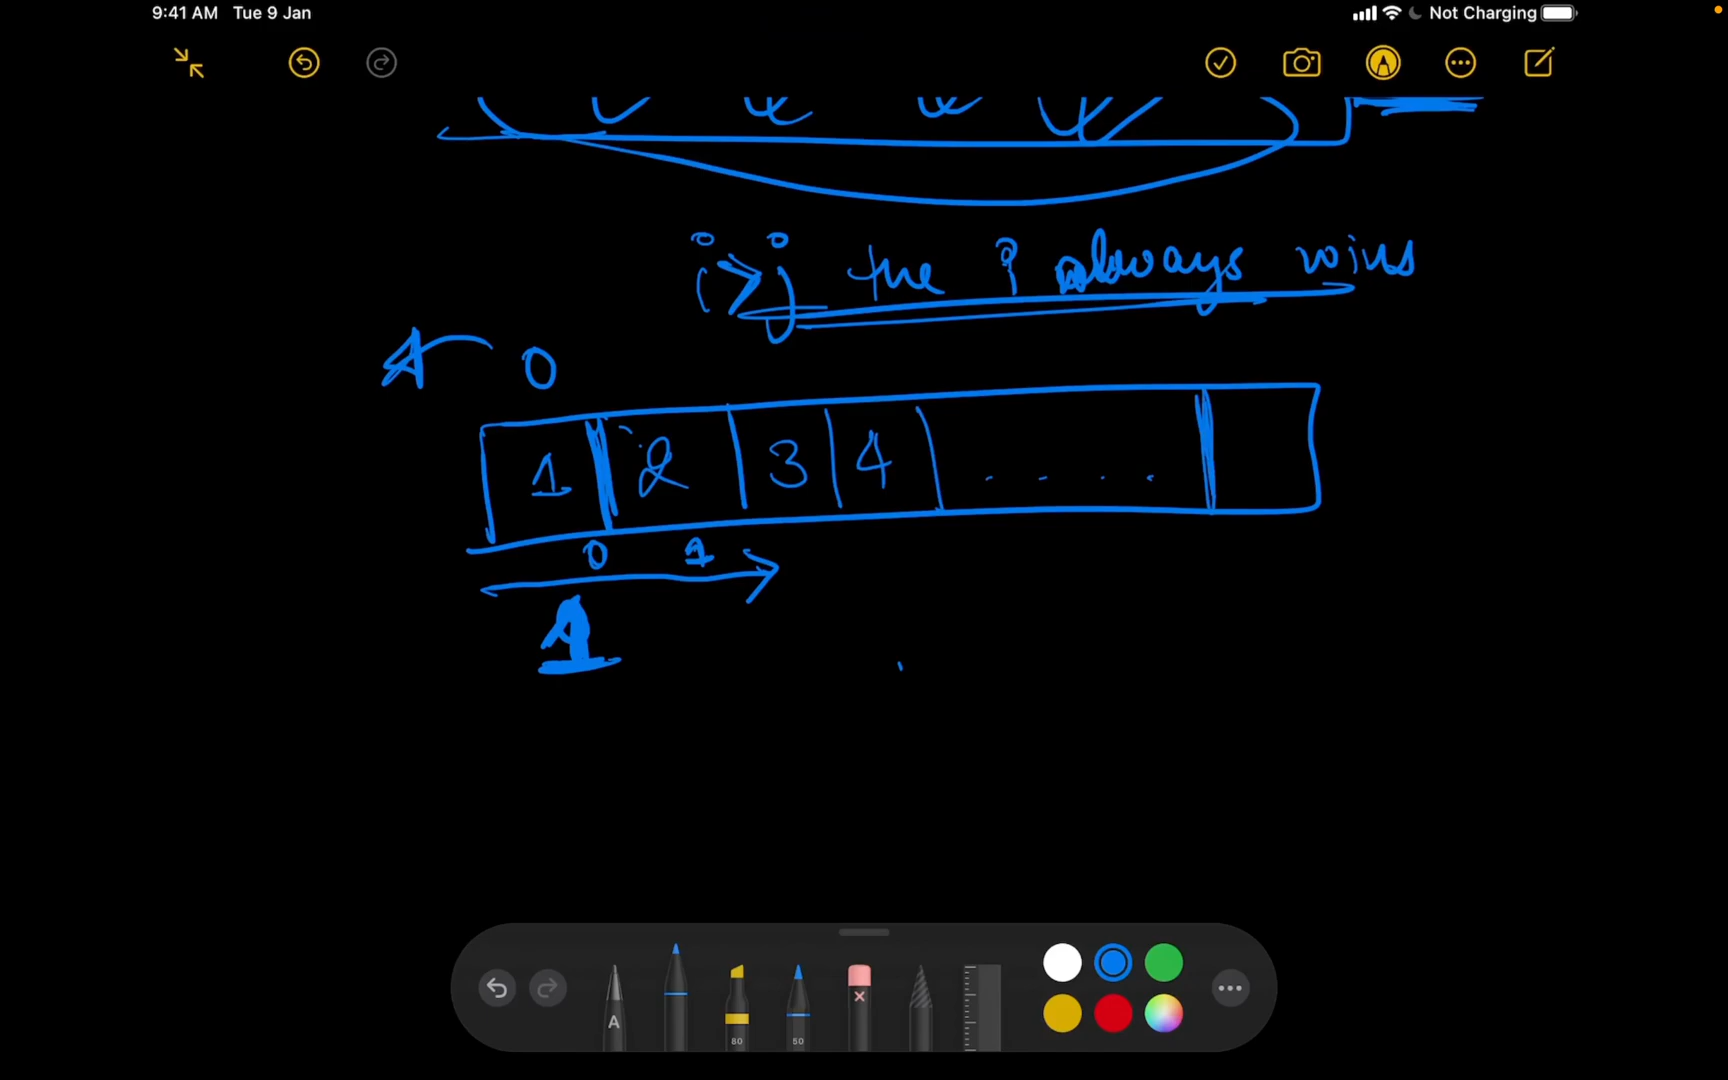 9:41 AM Tue 9 Jan Not Charging
i > j the i always wins
0
1 2 3 4 . . . .
0 1
1
A 80 50